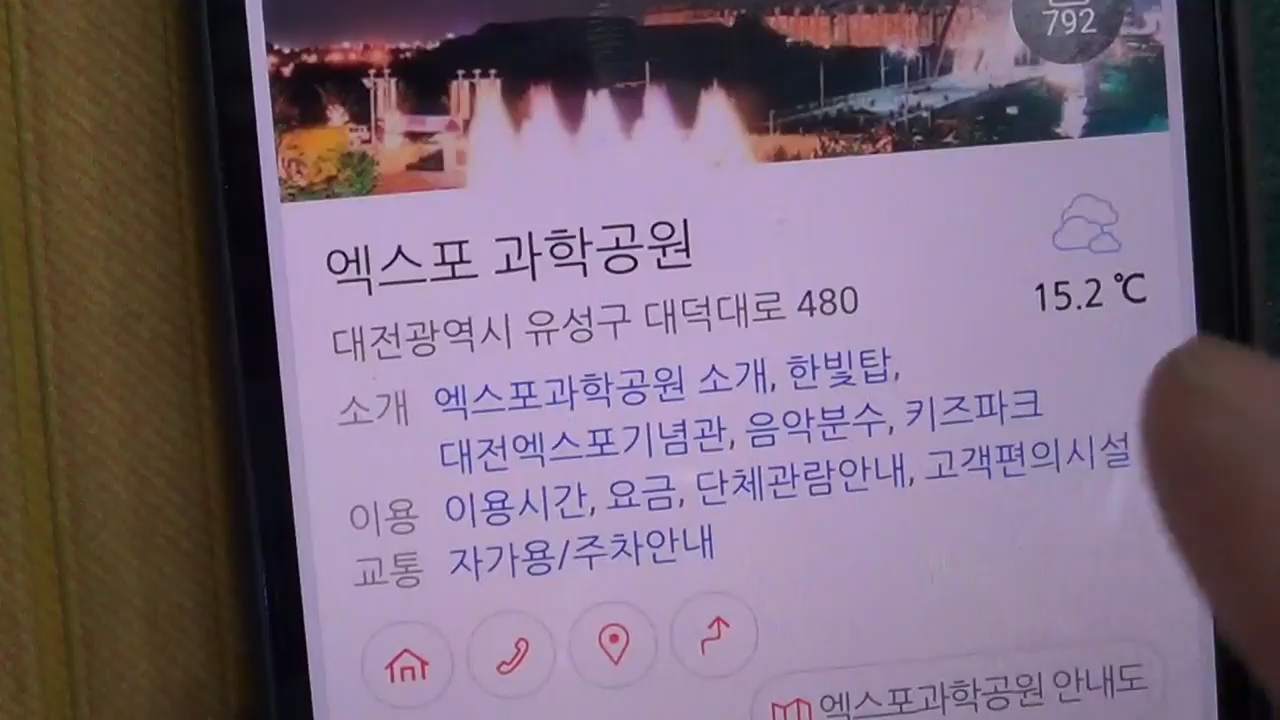 792
엑스포 과학공원
15.2 ℃
대전광역시 유성구 대덕대로 480
소개 엑스포과학공원 소개, 한빛탑,
대전엑스포기념관, 음악분수, 키즈파크
이용 이용시간, 요금, 단체관람안내, 고객편의시설
교통 자가용/주차안내
엑스포과학공원 안내도